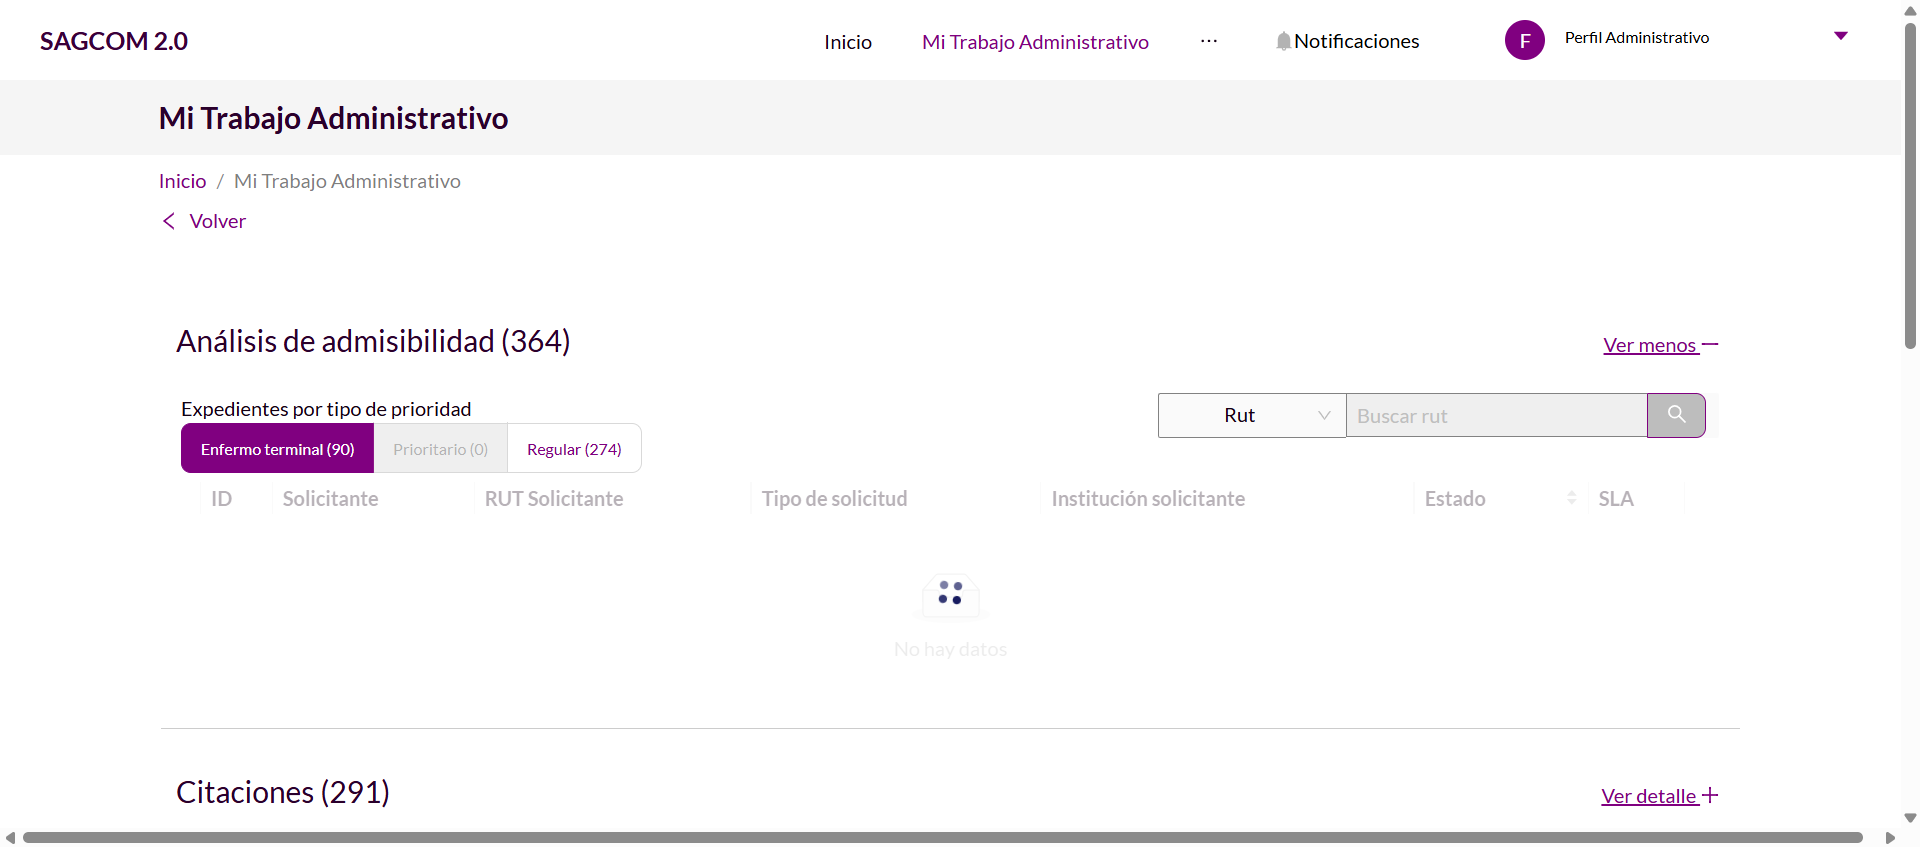 SAGCOM 2.0
Inicio
Mi Trabajo Administrativo
···
Notificaciones
F
Perfil Administrativo
Mi Trabajo Administrativo
Inicio / Mi Trabajo Administrativo
Volver
Análisis de admisibilidad (364)
Ver menos
Expedientes por tipo de prioridad
Rut
Buscar rut
Enfermo terminal (90)
Prioritario (0)
Regular (274)
ID
Solicitante
RUT Solicitante
Tipo de solicitud
Institución solicitante
Estado
SLA
No hay datos
Citaciones (291)
Ver detalle